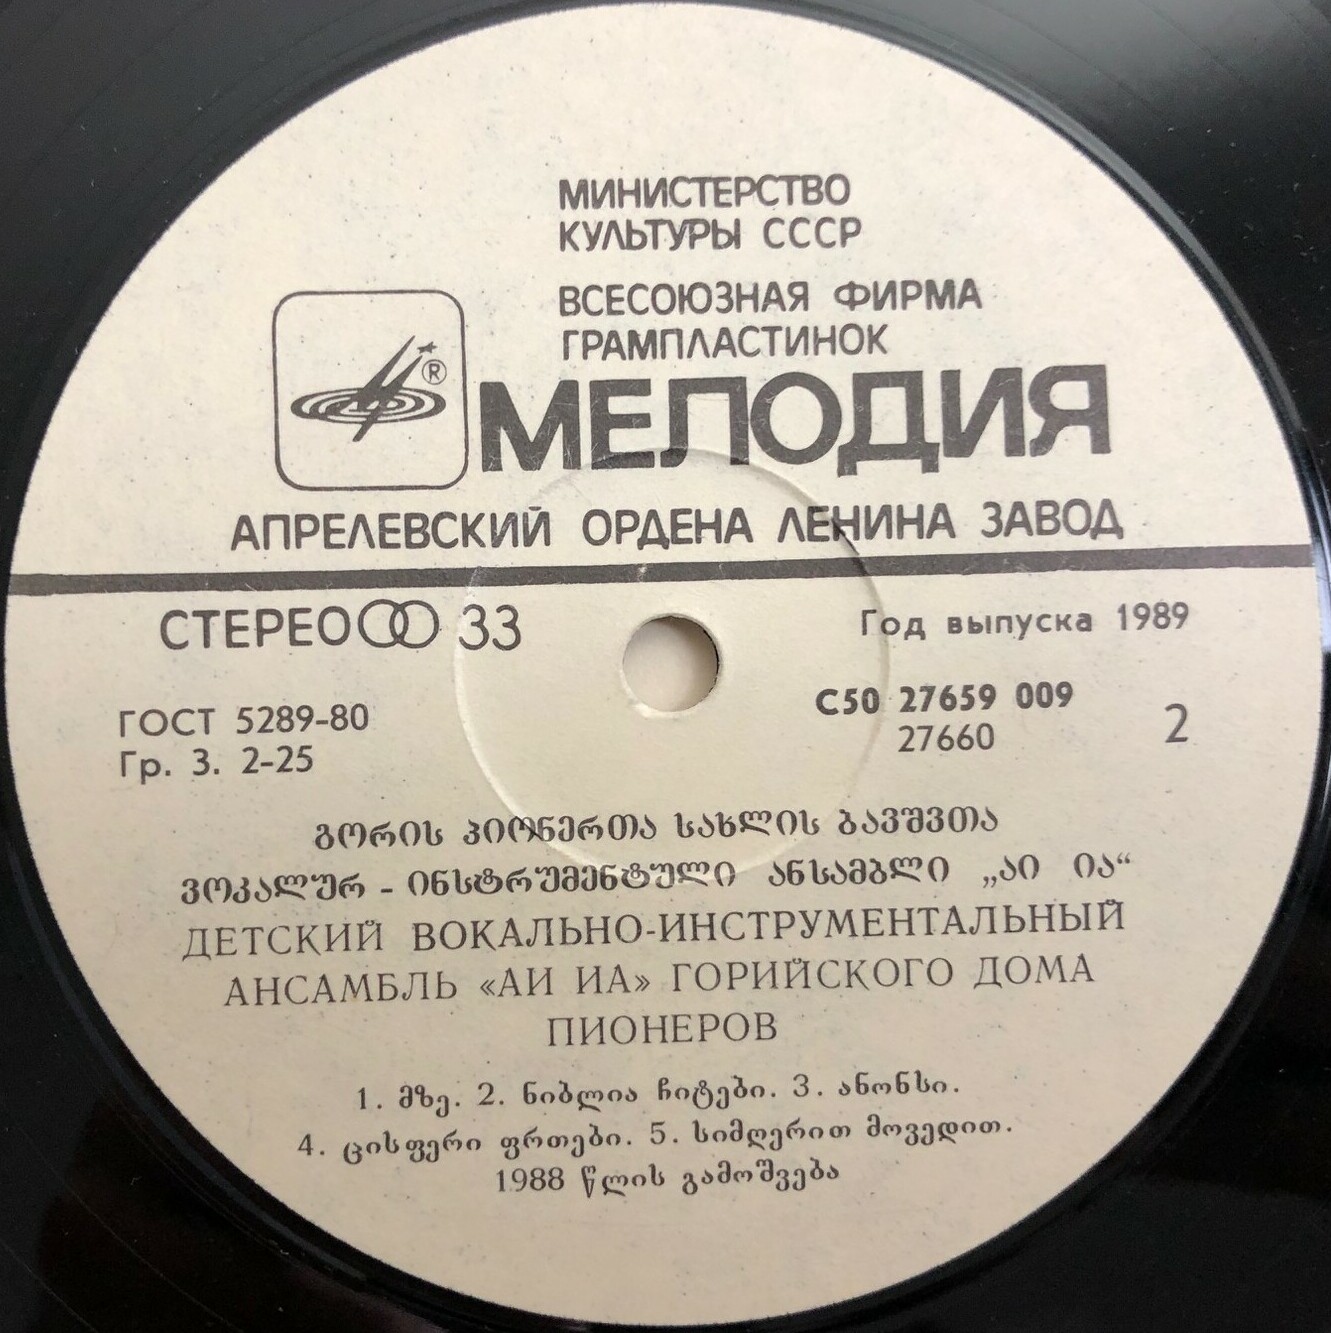 МИНИСТЕРСТВО
КУЛЬТУРЫ СССР
ВСЕСОЮЗНАЯ ФИРМА
ГРАМПЛАСТИНОК
®
МЕЛОДИЯ
АПРЕЛЕВСКИЙ ОРДЕНА ЛЕНИНА ЗАВОД
СТЕРЕО 33
Год выпуска 1989
ГОСТ 5289-80
Гр. 3. 2-25
С50 27659 009
27660
2
გორის პიონერთა სახლის ბავშვთა
ვოკალურ - ინსტრუმენტული ანსამბლი „აი ია“
ДЕТСКИЙ ВОКАЛЬНО-ИНСТРУМЕНТАЛЬНЫЙ
АНСАМБЛЬ «АИ ИА» ГОРИЙСКОГО ДОМА
ПИОНЕРОВ
1. მზე. 2. ნიბლია ჩიტები. 3. ანონსი.
4. ცისფერი ფრთები. 5. სიმღერით მოვედით.
1988 წლის გამოშვება